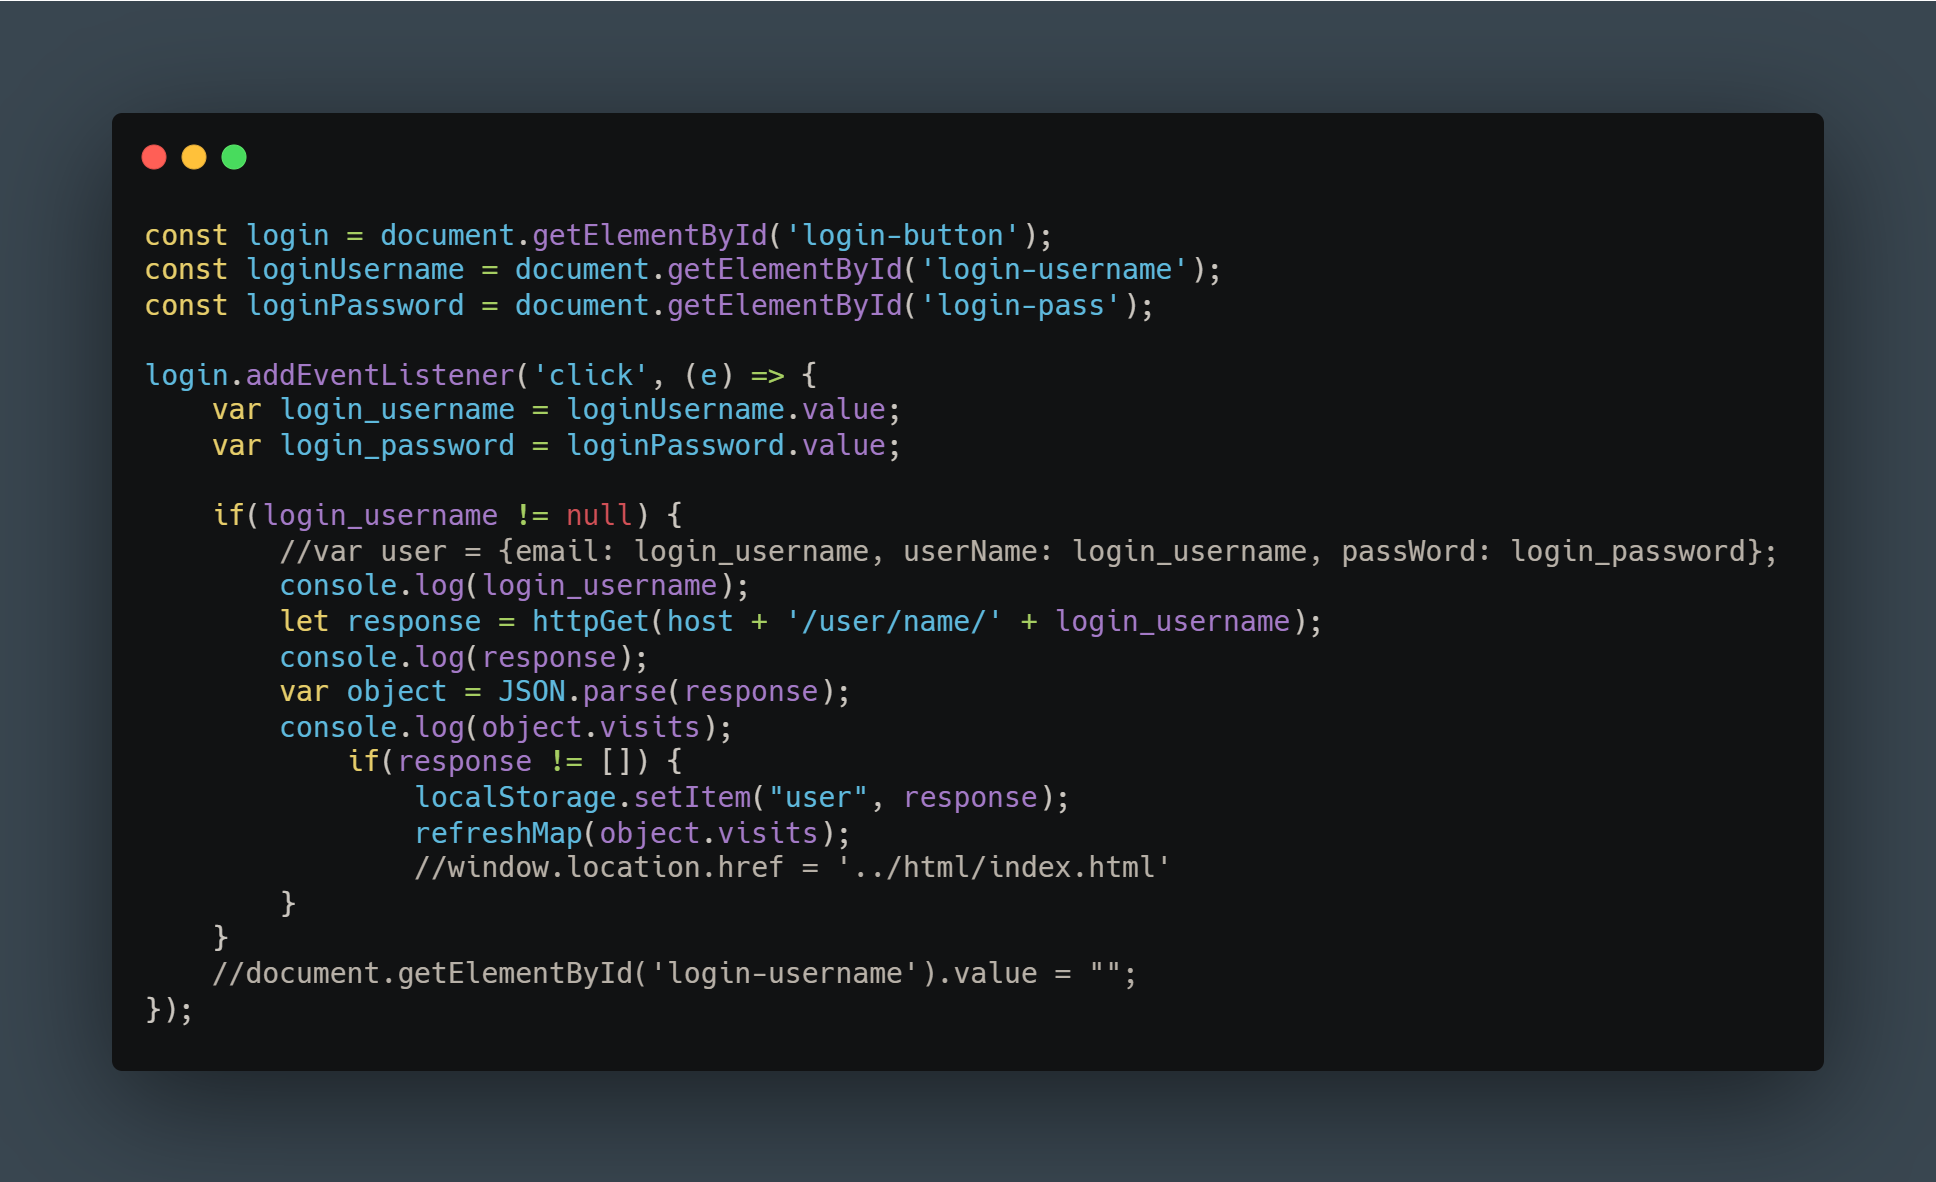 const login = document.getElementById('login-button');
const loginUsername = document.getElementById('login-username');
const loginPassword = document.getElementById('login-pass');

login.addEventListener('click', (e) => {
    var login_username = loginUsername.value;
    var login_password = loginPassword.value;

    if(login_username != null) {
        //var user = {email: login_username, userName: login_username, passWord: login_password};
        console.log(login_username);
        let response = httpGet(host + '/user/name/' + login_username);
        console.log(response);
        var object = JSON.parse(response);
        console.log(object.visits);
            if(response != []) {
                localStorage.setItem("user", response);
                refreshMap(object.visits);
                //window.location.href = '../html/index.html'
        }
    }
    //document.getElementById('login-username').value = "";
});